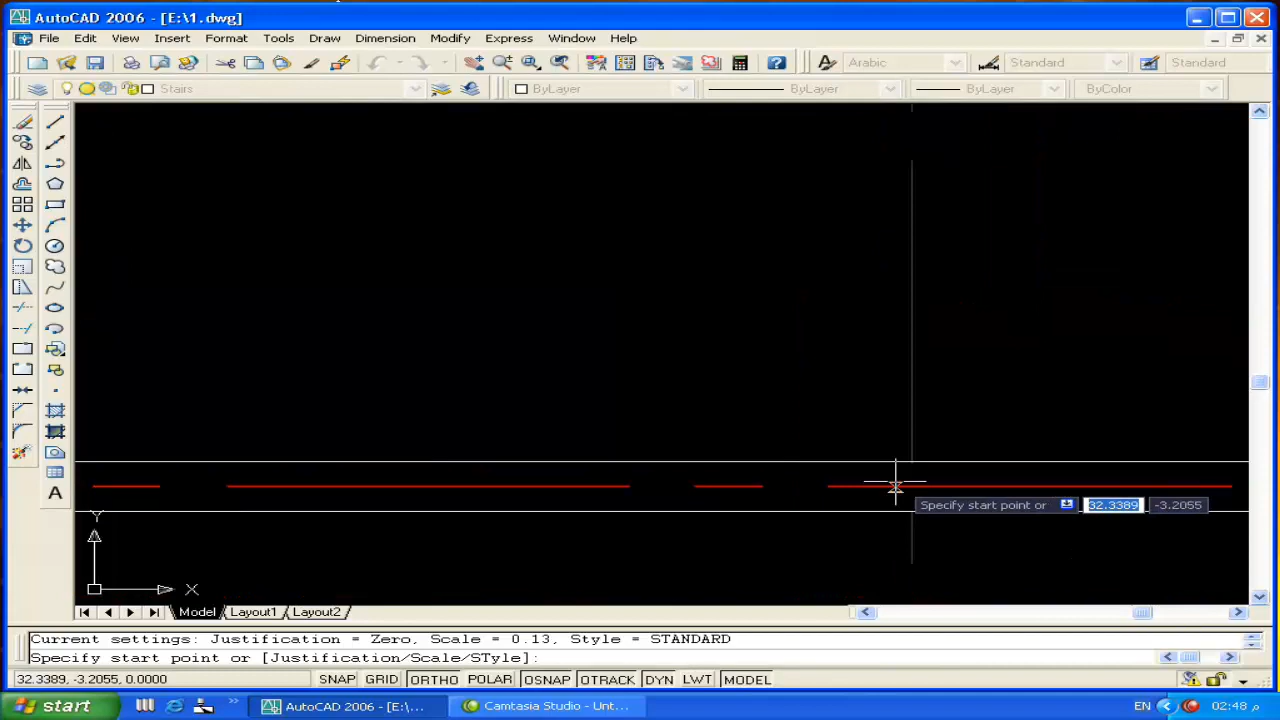 AutoCAD 2006 - [E:\1.dwg]
File Edit View Insert Format Tools Draw Dimension Modify Express Window Help
Arabic Standard Standard
Stairs ByLayer ByLayer ByLayer ByColor
A
Specify start point or 32.3389 -3.2055
Y
X
Model Layout1 Layout2
Current settings: Justification = Zero, Scale = 0.13, Style = STANDARD
Specify start point or [Justification/Scale/STyle]:
32.3389, -3.2055, 0.0000 SNAP GRID ORTHO POLAR OSNAP OTRACK DYN LWT MODEL
start AutoCAD 2006 - [E:\... Camtasia Studio - Unt... EN 02:48 م